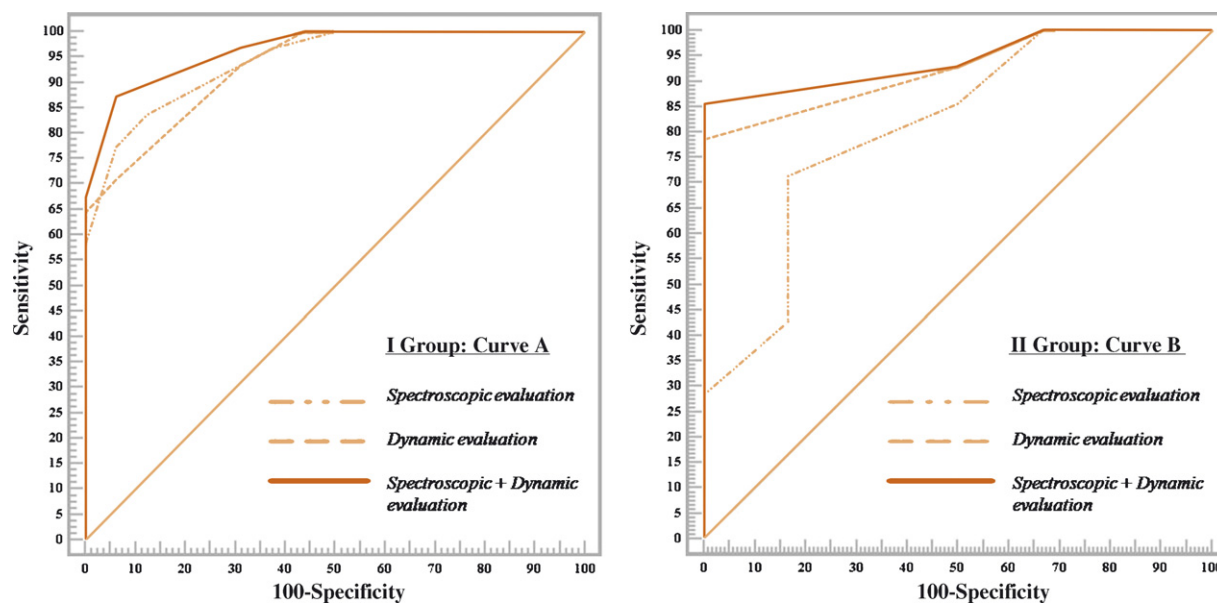 100
95
90
85
80
75
70
65
60
55
50
45
40
35
30
25
20
15
10
5
0
Sensitivity
I Group: Curve A
Spectroscopic evaluation
Dynamic evaluation
Spectroscopic + Dynamic
evaluation
0 10 20 30 40 50 60 70 80 90 100
100-Specificity
100
95
90
85
80
75
70
65
60
55
50
45
40
35
30
25
20
15
10
5
0
Sensitivity
II Group: Curve B
Spectroscopic evaluation
Dynamic evaluation
Spectroscopic + Dynamic
evaluation
0 10 20 30 40 50 60 70 80 90 100
100-Specificity